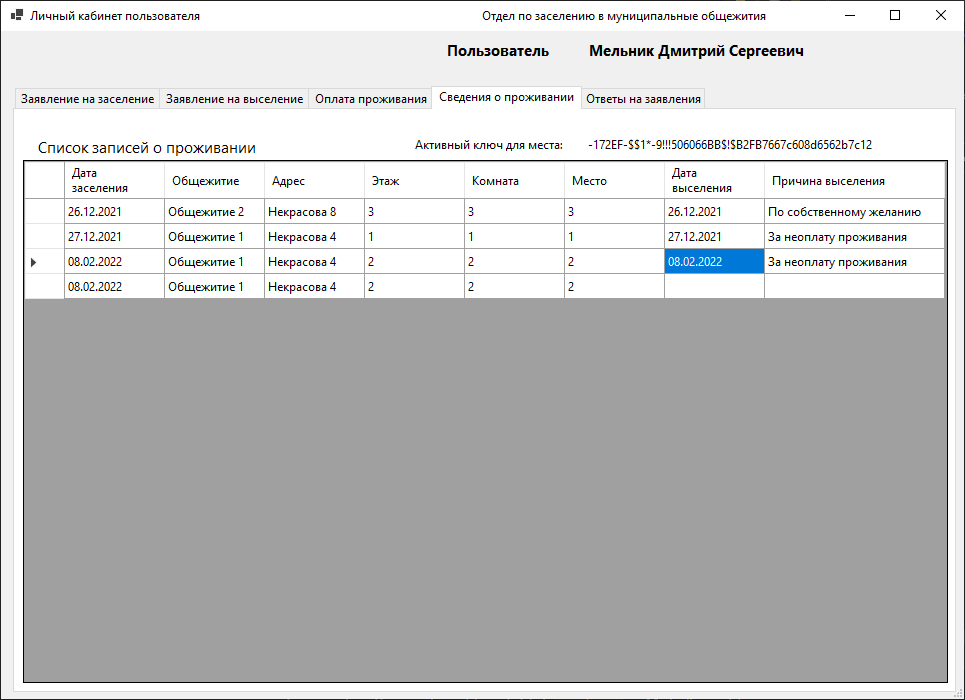 Личный кабинет пользователя Отдел по заселению в муниципальные общежития
Пользователь Мельник Дмитрий Сергеевич
Заявление на заселение Заявление на выселение Оплата проживания Сведения о проживании Ответы на заявления
Список записей о проживании Активный ключ для места: -172EF-$$1*-9!!!506066BB$!$B2FB7667c608d6562b7c12
Дата заселения Общежитие Адрес Этаж Комната Место Дата выселения Причина выселения
26.12.2021 Общежитие 2 Некрасова 8 3 3 3 26.12.2021 По собственному желанию
27.12.2021 Общежитие 1 Некрасова 4 1 1 1 27.12.2021 За неоплату проживания
08.02.2022 Общежитие 1 Некрасова 4 2 2 2 08.02.2022 За неоплату проживания
08.02.2022 Общежитие 1 Некрасова 4 2 2 2